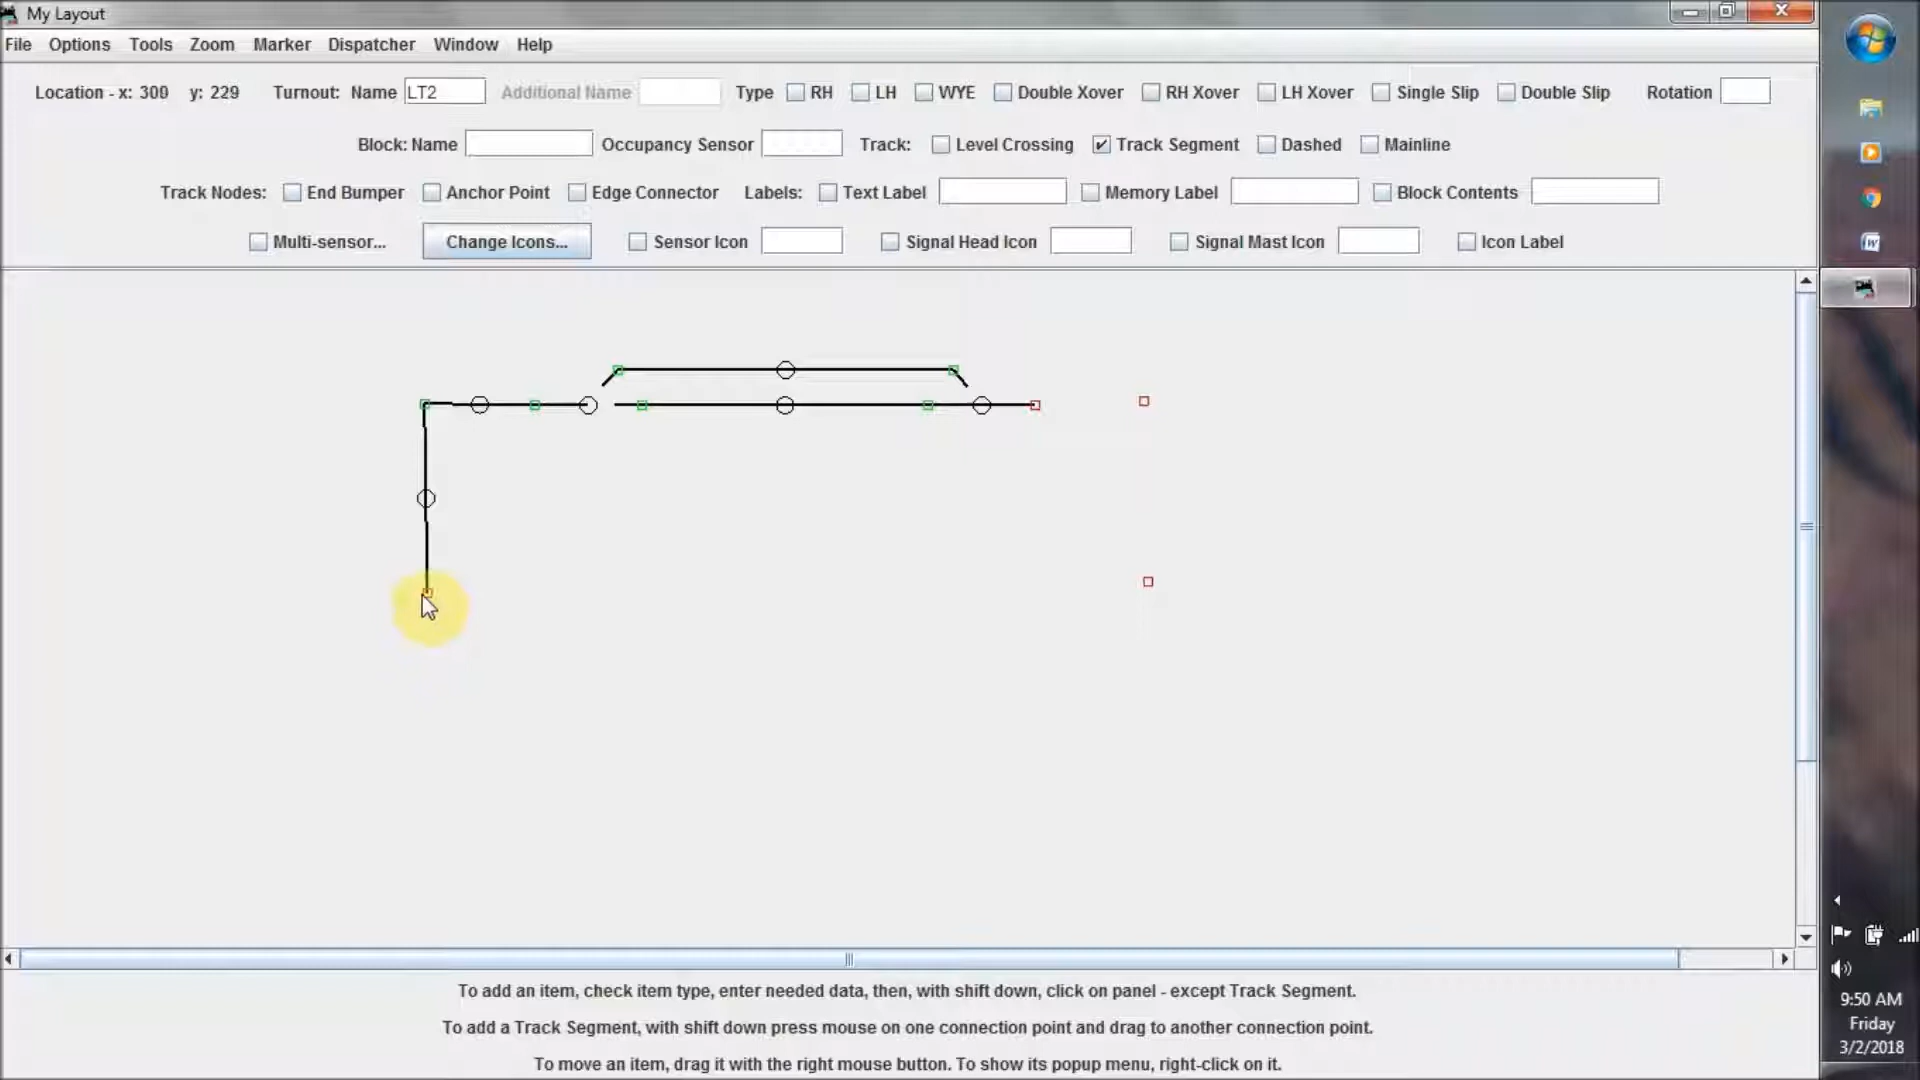 My Layout
File Options Tools Zoom Marker Dispatcher Window Help
Location - x: 300 y: 229 Turnout: Name LT2 Additional Name Type RH LH WYE Double Xover RH Xover LH Xover Single Slip Double Slip Rotation
Block: Name Occupancy Sensor Track: Level Crossing Track Segment Dashed Mainline
Track Nodes: End Bumper Anchor Point Edge Connector Labels: Text Label Memory Label Block Contents
Multi-sensor... Change Icons... Sensor Icon Signal Head Icon Signal Mast Icon Icon Label
To add an item, check item type, enter needed data, then, with shift down, click on panel - except Track Segment.
To add a Track Segment, with shift down press mouse on one connection point and drag to another connection point.
To move an item, drag it with the right mouse button. To show its popup menu, right-click on it.
9:50 AM
Friday
3/2/2018